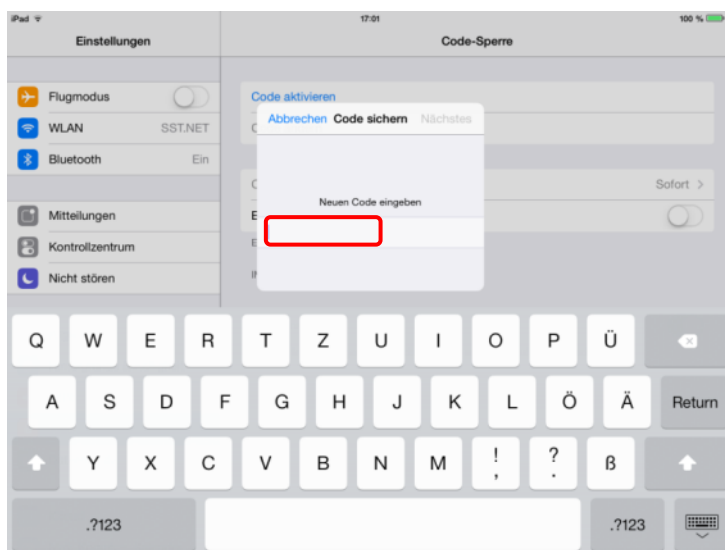 iPad 17:01 100 %
Einstellungen Code-Sperre
Flugmodus
WLAN SST.NET
Bluetooth Ein
Mitteilungen
Kontrollzentrum
Nicht stören
Code aktivieren
Abbrechen Code sichern Nächstes
Neuen Code eingeben
Sofort
Q W E R T Z U I O P Ü
A S D F G H J K L Ö Ä Return
Y X C V B N M ! , ? . ß
.?123 .?123